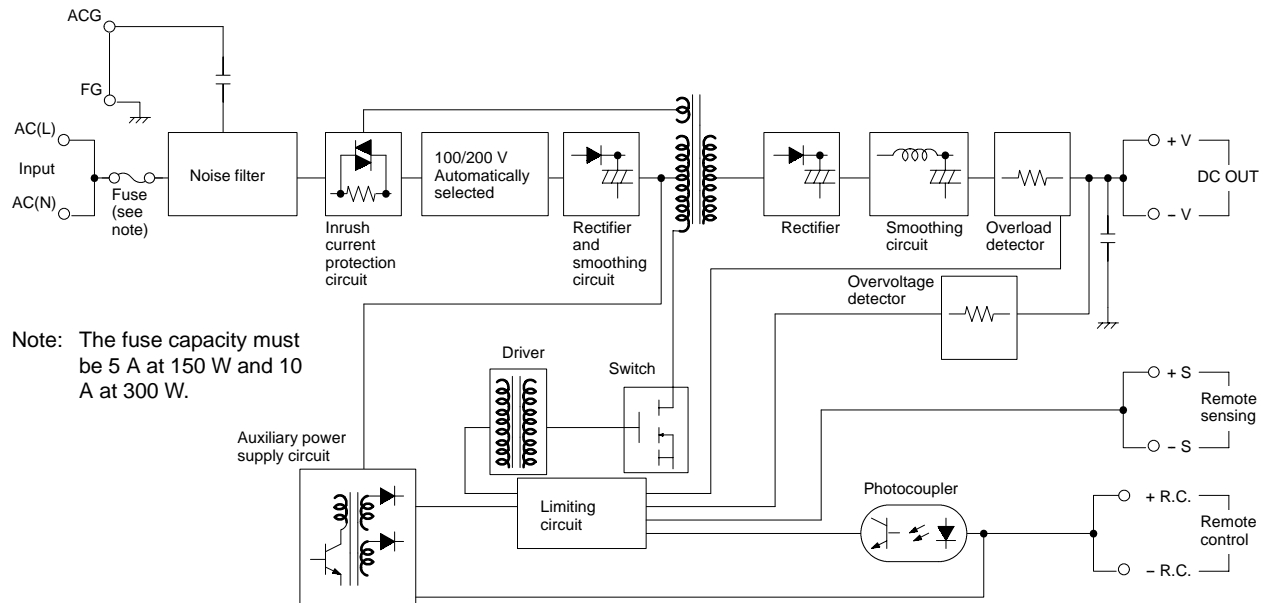 ACG
FG
AC(L)
Input
AC(N)
Fuse
(see
note)
Noise filter
Inrush
current
protection
circuit
100/200 V
Automatically
selected
Rectifier
and
smoothing
circuit
Rectifier
Smoothing
circuit
Overload
detector
+ V
DC OUT
− V
Overvoltage
detector
Note: The fuse capacity must
be 5 A at 150 W and 10
A at 300 W.
Driver
Switch
+ S
Remote
sensing
− S
Auxiliary power
supply circuit
Limiting
circuit
Photocoupler
+ R.C.
Remote
control
− R.C.